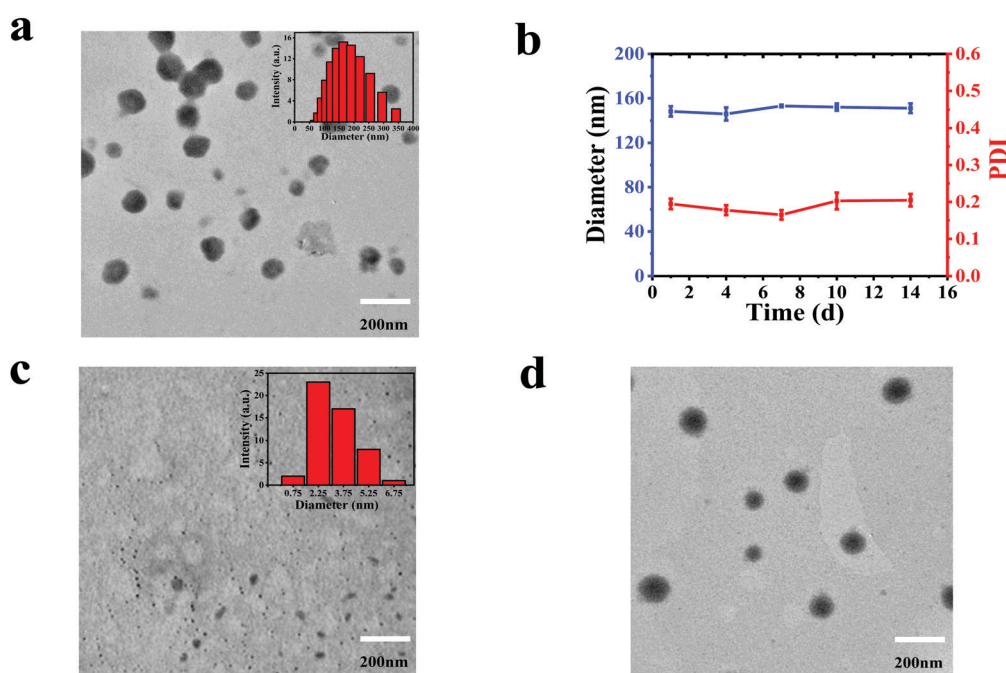 a
16
12
8
4
0
Intensity (a.u.)
0 50 100 150 200 250 300 350 400
Diameter (nm)
200nm
b
200
160
120
80
40
0
Diameter (nm)
0.6
0.5
0.4
0.3
0.2
0.1
0.0
PDI
0 2 4 6 8 10 12 14 16
Time (d)
c
25
20
15
10
5
0
Intensity (a.u.)
0.75 2.25 3.75 5.25 6.75
Diameter (nm)
200nm
d
200nm